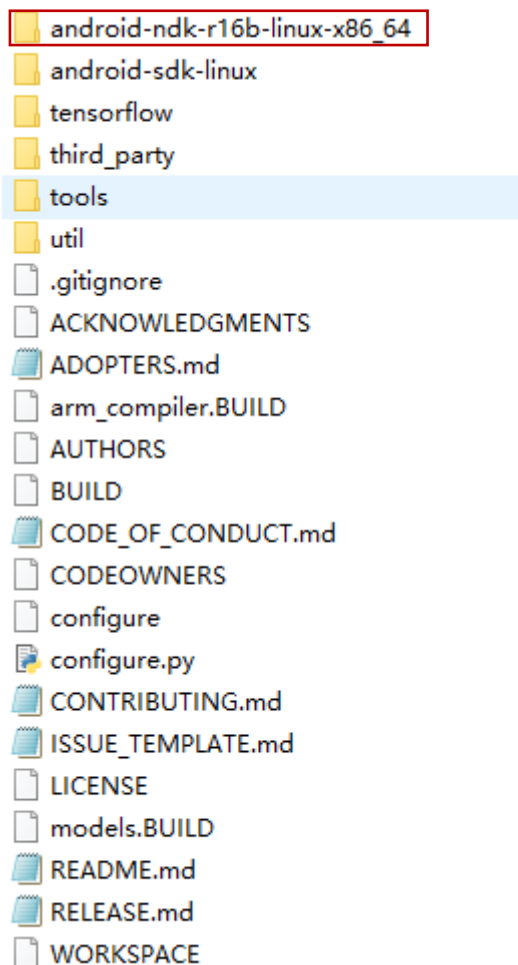 android-ndk-r16b-linux-x86_64
android-sdk-linux
tensorflow
third_party
tools
util
.gitignore
ACKNOWLEDGMENTS
ADOPTERS.md
arm_compiler.BUILD
AUTHORS
BUILD
CODE_OF_CONDUCT.md
CODEOWNERS
configure
configure.py
CONTRIBUTING.md
ISSUE_TEMPLATE.md
LICENSE
models.BUILD
README.md
RELEASE.md
WORKSPACE